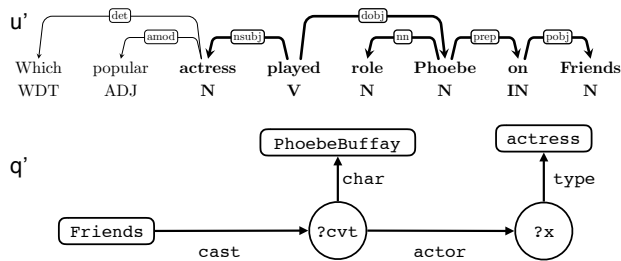 u'
det
amod nsubj dobj nn prep pobj
Which popular actress played role Phoebe on Friends
WDT ADJ N V N N IN N
q'
PhoebeBuffay actress
char type
Friends ?cvt ?x
cast actor